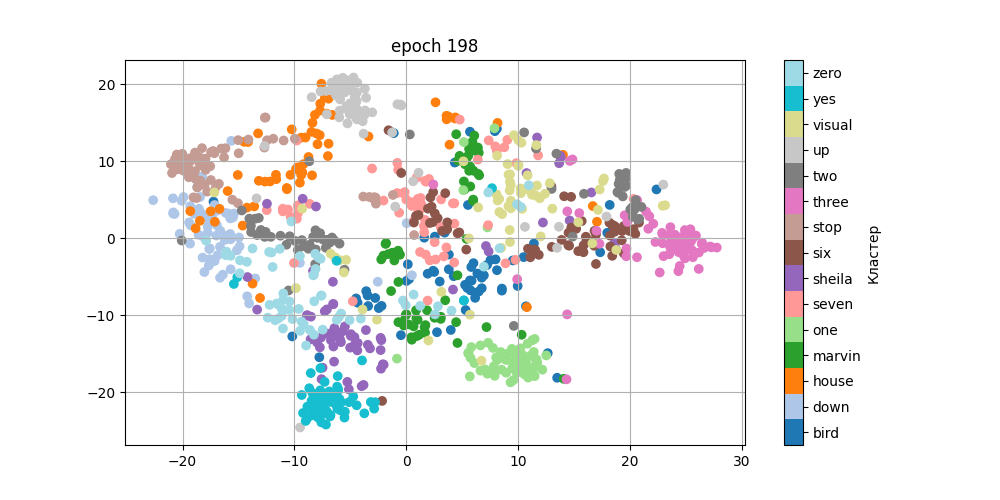 epoch 198
20
10
0
−10
−20
−20
−10
0
10
20
30
zero
yes
visual
up
two
three
stop
six
sheila
seven
one
marvin
house
down
bird
Кластер